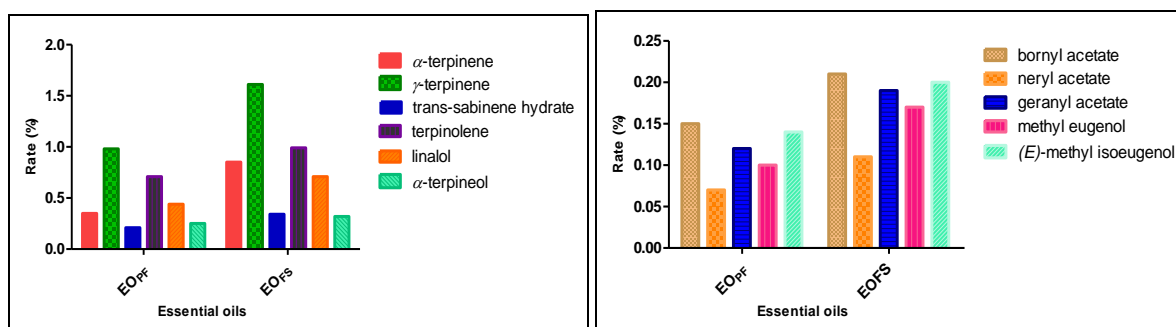 2.0
1.5
1.0
0.5
0.0
Rate (%)
EOPF
EOFS
Essential oils
α-terpinene
γ-terpinene
trans-sabinene hydrate
terpinolene
linalol
α-terpineol
0.25
0.20
0.15
0.10
0.05
0.00
Rate (%)
EOPF
EOFS
Essential oils
bornyl acetate
neryl acetate
geranyl acetate
methyl eugenol
(E)-methyl isoeugenol